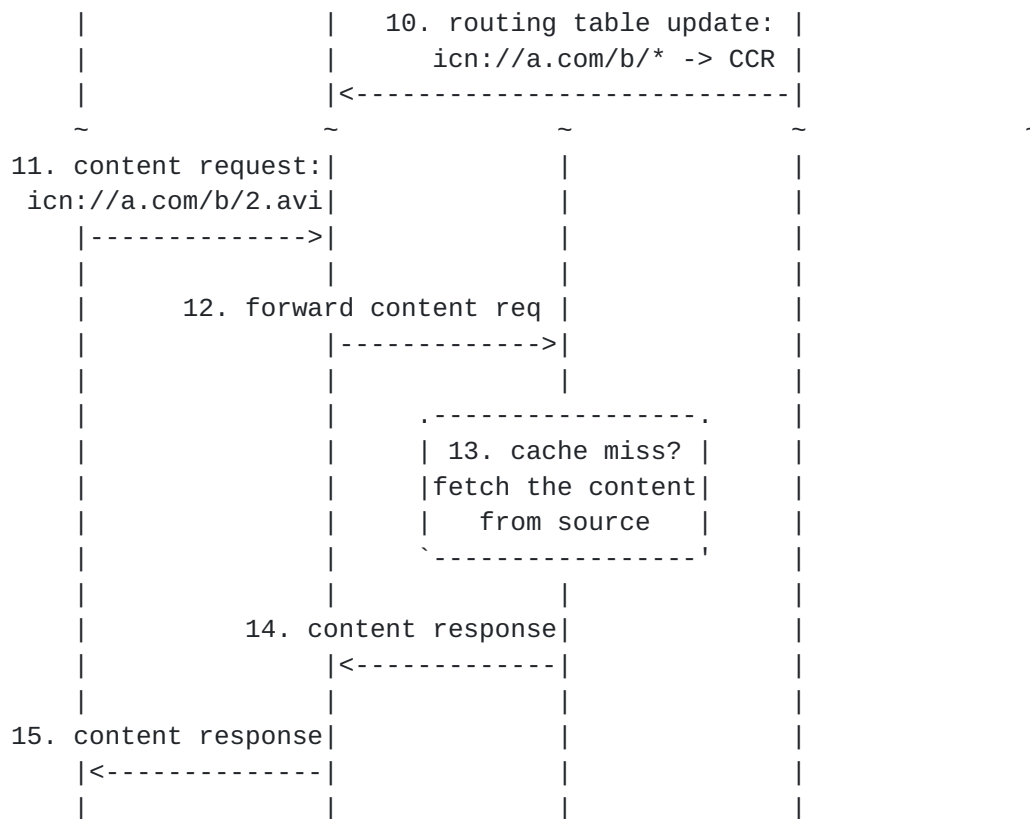 10. routing table update:
icn://a.com/b/* -> CCR
11. content request:
icn://a.com/b/2.avi
12. forward content req
13. cache miss?
fetch the content
from source
14. content response
15. content response